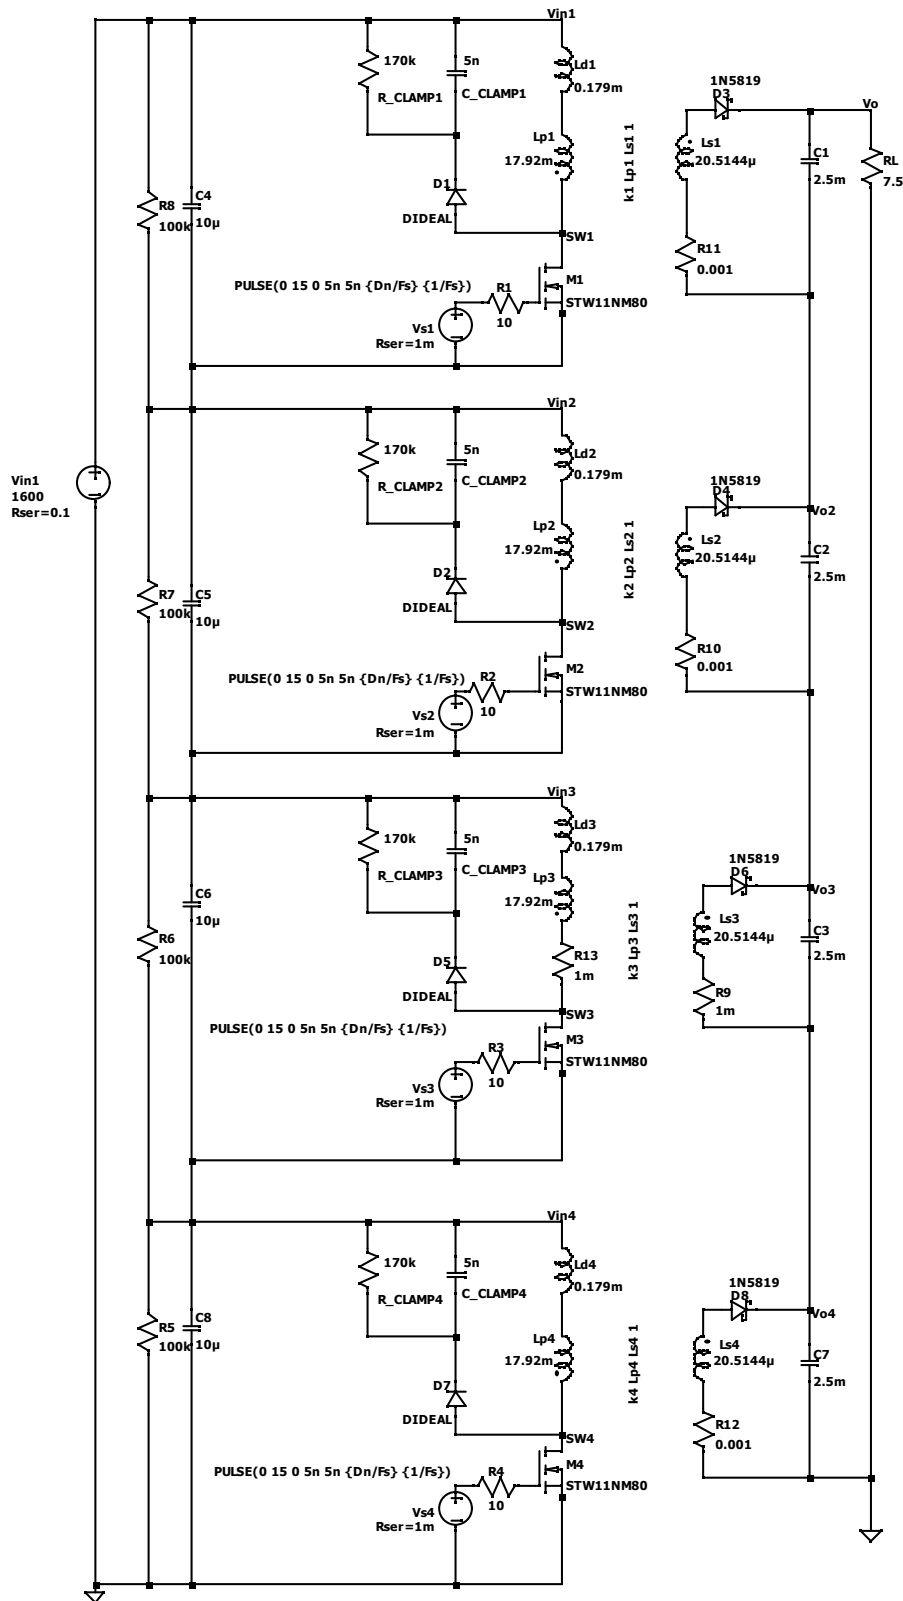 Vin1
170k
R_CLAMP1
5n
C_CLAMP1
Ld1
0.179m
Lp1
17.92m
k1 Lp1 Ls1 1
1N5819
D3
Vo
Ls1
20.5144µ
C1
2.5m
RL
7.5
R8
100k
C4
10µ
D1
DIDEAL
SW1
R11
0.001
PULSE(0 15 0 5n 5n {Dn/Fs} {1/Fs})
R1
10
M1
STW11NM80
Vs1
Rser=1m
Vin2
170k
R_CLAMP2
5n
C_CLAMP2
Ld2
0.179m
Vin1
1600
Rser=0.1
Lp2
17.92m
k2 Lp2 Ls2 1
1N5819
D4
Vo2
Ls2
20.5144µ
C2
2.5m
R7
100k
C5
10µ
D2
DIDEAL
SW2
R10
0.001
PULSE(0 15 0 5n 5n {Dn/Fs} {1/Fs})
R2
10
M2
STW11NM80
Vs2
Rser=1m
Vin3
170k
R_CLAMP3
5n
C_CLAMP3
Ld3
0.179m
Lp3
17.92m
k3 Lp3 Ls3 1
1N5819
D6
Vo3
Ls3
20.5144µ
C3
2.5m
C6
10µ
R6
100k
D5
DIDEAL
R13
1m
R9
1m
SW3
PULSE(0 15 0 5n 5n {Dn/Fs} {1/Fs})
R3
10
M3
STW11NM80
Vs3
Rser=1m
Vin4
170k
R_CLAMP4
5n
C_CLAMP4
Ld4
0.179m
Lp4
17.92m
k4 Lp4 Ls4 1
1N5819
D8
Vo4
Ls4
20.5144µ
C7
2.5m
R5
100k
C8
10µ
D7
DIDEAL
R12
0.001
SW4
PULSE(0 15 0 5n 5n {Dn/Fs} {1/Fs})
R4
10
M4
STW11NM80
Vs4
Rser=1m